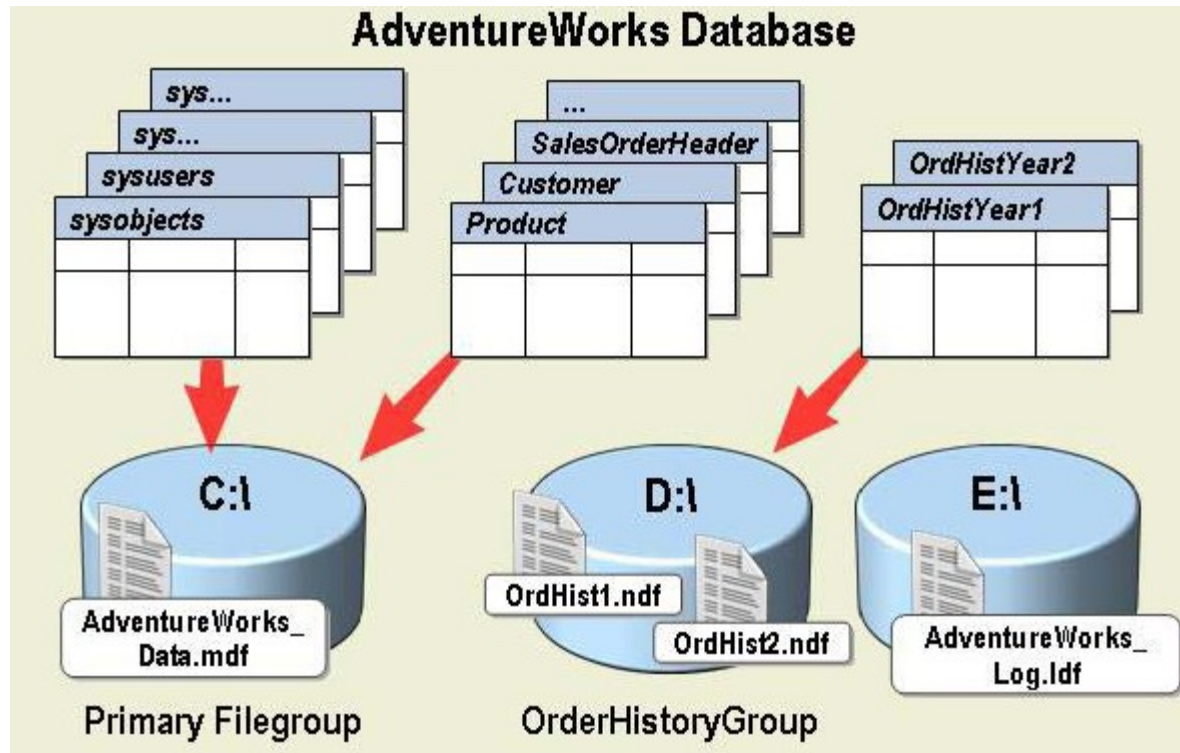 AdventureWorks Database
sys...
sys...
sysusers
sysobjects
...
SalesOrderHeader
Customer
Product
OrdHistYear2
OrdHistYear1
C:\
AdventureWorks_
Data.mdf
Primary Filegroup
D:\
OrdHist1.ndf
OrdHist2.ndf
OrderHistoryGroup
E:\
AdventureWorks_
Log.ldf